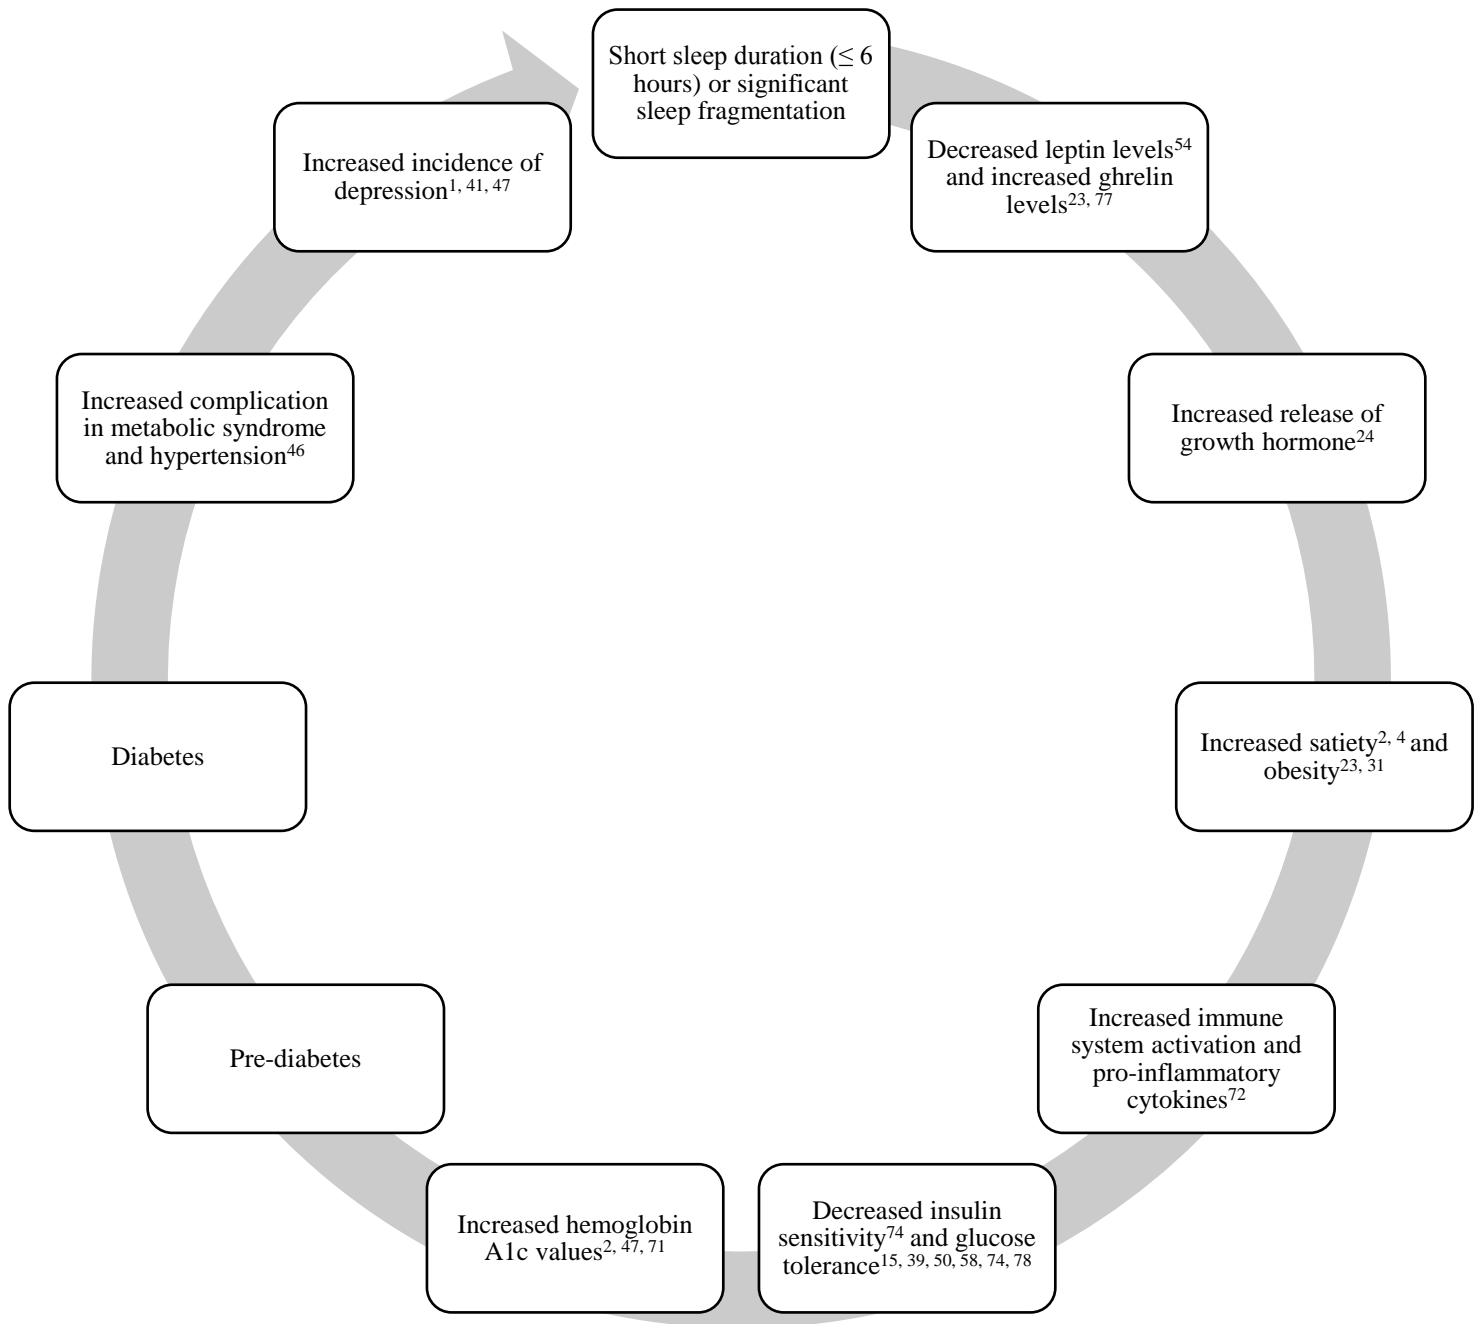 Short sleep duration (≤ 6
hours) or significant
sleep fragmentation
Decreased leptin levels⁵⁴
and increased ghrelin
levels²³, ⁷⁷
Increased release of
growth hormone²⁴
Increased satiety², ⁴ and
obesity²³, ³¹
Increased immune
system activation and
pro-inflammatory
cytokines⁷²
Decreased insulin
sensitivity⁷⁴ and glucose
tolerance¹⁵, ³⁹, ⁵⁰, ⁵⁸, ⁷⁴, ⁷⁸
Increased hemoglobin
A1c values², ⁴⁷, ⁷¹
Pre-diabetes
Diabetes
Increased complication
in metabolic syndrome
and hypertension⁴⁶
Increased incidence of
depression¹, ⁴¹, ⁴⁷